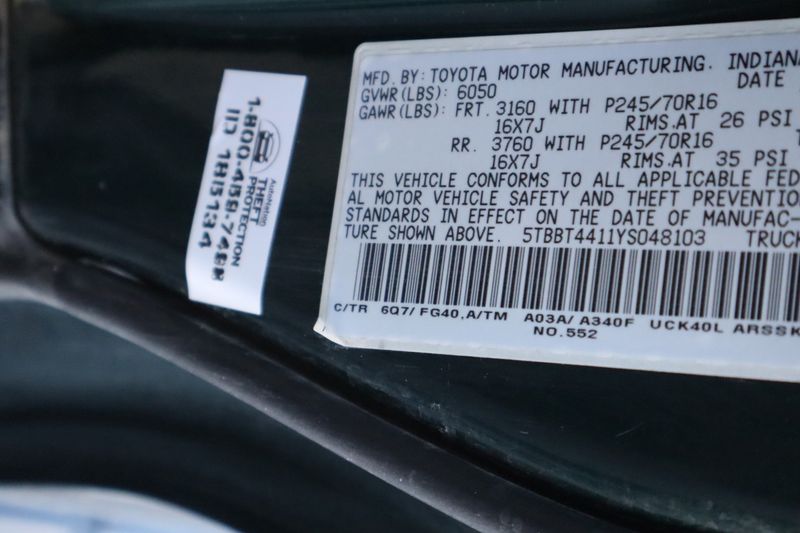 MFD. BY: TOYOTA MOTOR MANUFACTURING. INDIANA
DATE
GVWR(LBS): 6050
GAWR(LBS): FRT. 3160 WITH P245/70R16
16X7J RIMS.AT 26 PSI
RR. 3760 WITH P245/70R16
16X7J RIMS.AT 35 PSI
THIS VEHICLE CONFORMS TO ALL APPLICABLE FED
AL MOTOR VEHICLE SAFETY AND THEFT PREVENTIO
STANDARDS IN EFFECT ON THE DATE OF MANUFAC-
TURE SHOWN ABOVE. 5TBBT4411YS048103 TRUCK
C/TR 6Q7/FG40,A/TM A03A/A340F UCK40L ARSSK
NO.552
AutoNation
THEFT
PROTECTION
1-800-458-7488
ID 1815134